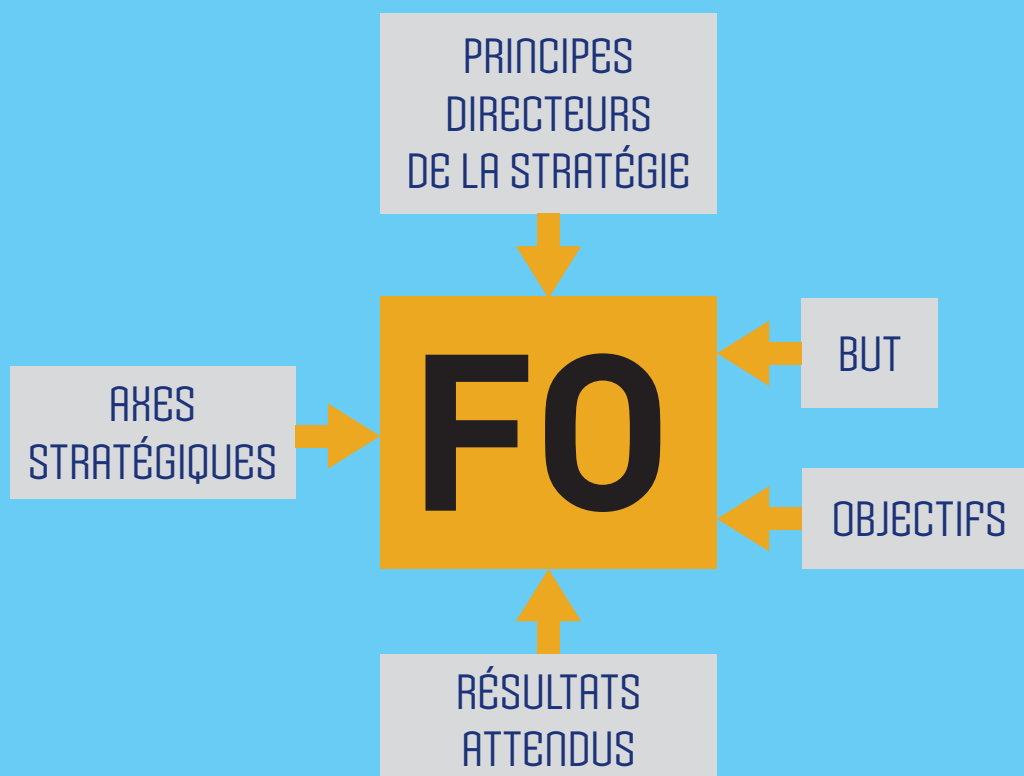 PRINCIPES
DIRECTEURS
DE LA STRATÉGIE
BUT
AXES
STRATÉGIQUES
FO
OBJECTIFS
RÉSULTATS
ATTENDUS